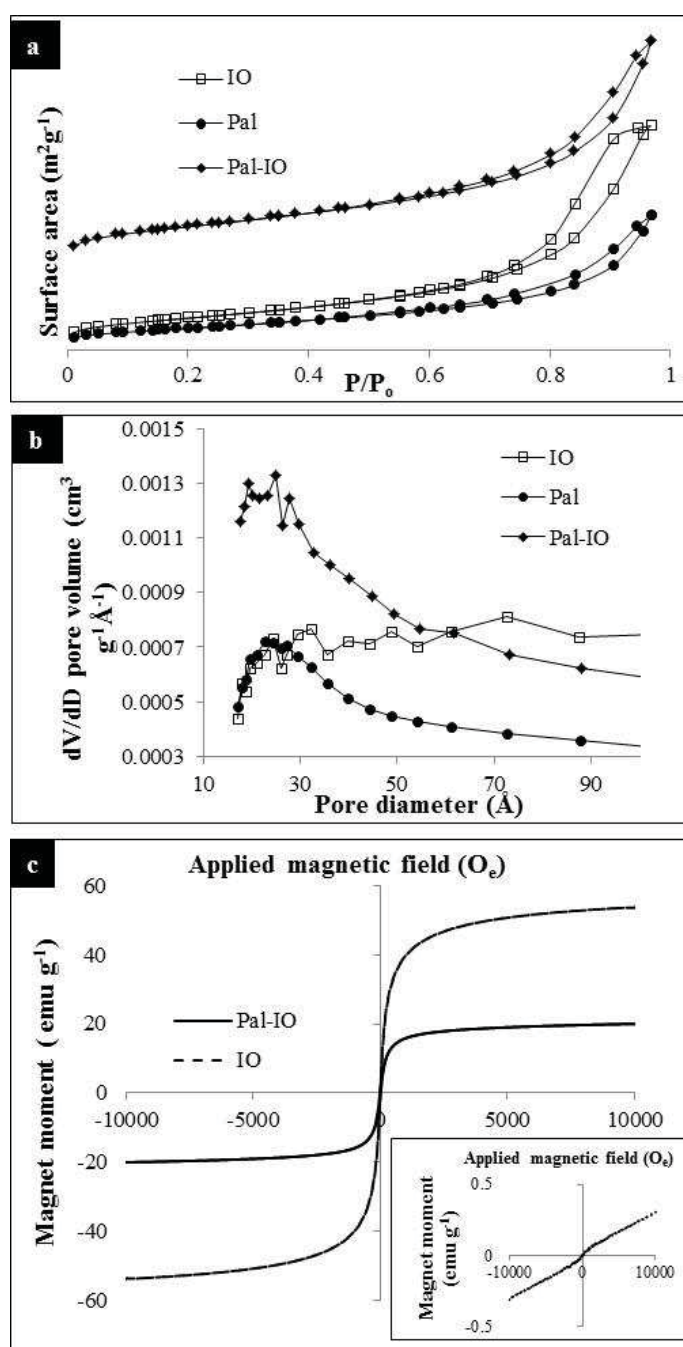 a
IO
Pal
Pal-IO
Surface area (m²g⁻¹)
0 0.2 0.4 0.6 0.8 1
P/Pₒ
b
0.0015
0.0013
0.0011
0.0009
0.0007
0.0005
0.0003
dV/dD pore volume (cm³
g⁻¹Å⁻¹)
IO
Pal
Pal-IO
10 30 50 70 90
Pore diameter (Å)
c
Applied magnetic field (Oₑ)
60
40
20
0
-20
-40
-60
Magnet moment ( emu g⁻¹)
Pal-IO
IO
-10000 -5000 0 5000 10000
Applied magnetic field (Oₑ)
Magnet moment
(emu g⁻¹)
0.5
0
-0.5
-10000 0 10000